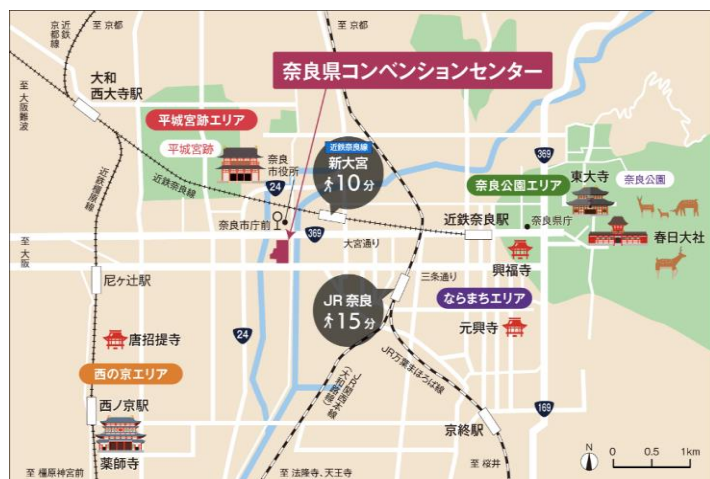 近鉄
京都線
至 京都
至 京都
奈良県コンベンションセンター
大和
西大寺駅
至 大阪難波
平城宮跡エリア
平城宮跡
近鉄奈良線
新大宮
10分
奈良
市役所
24
369
奈良公園エリア
東大寺
奈良公園
近鉄橿原線
近鉄奈良線
奈良市庁前
近鉄奈良駅
奈良県庁
369
大宮通り
春日大社
至 大阪
興福寺
三条通り
尼ヶ辻駅
JR 奈良
15分
ならまちエリア
24
唐招提寺
元興寺
西の京エリア
JR関西本線
(大和路線)
JR万葉まほろば線
西ノ京駅
京終駅
169
薬師寺
N
0 0.5 1km
至 橿原神宮前
至 法隆寺、天王寺
至 桜井